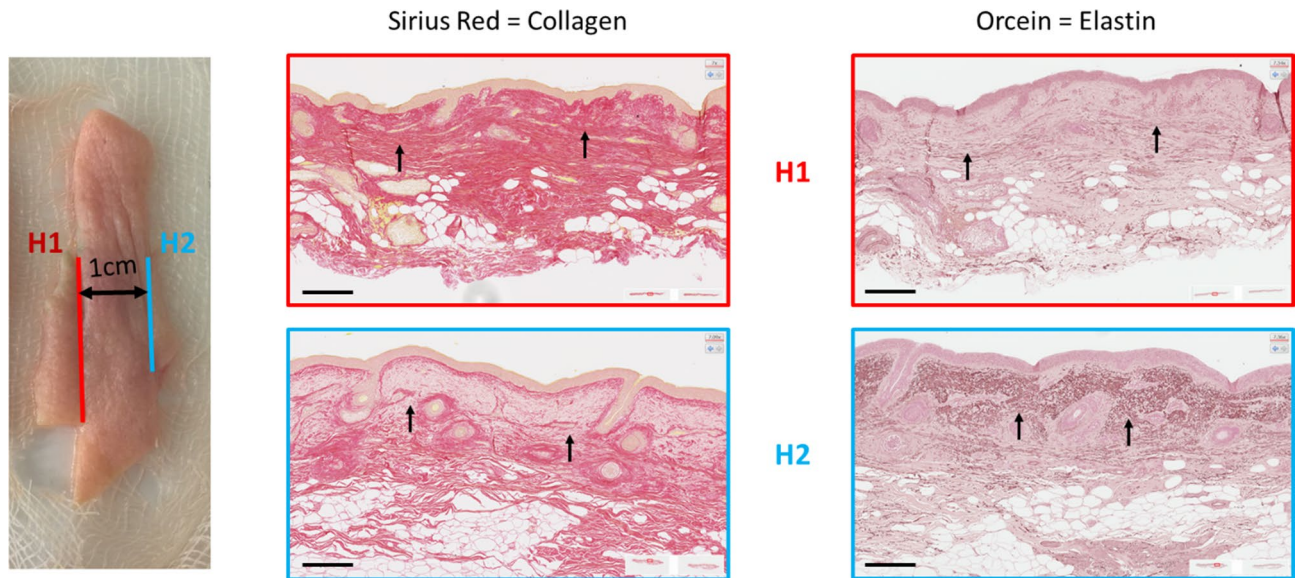 Sirius Red = Collagen
Orcein = Elastin
H1
H2
1cm
H1
H2